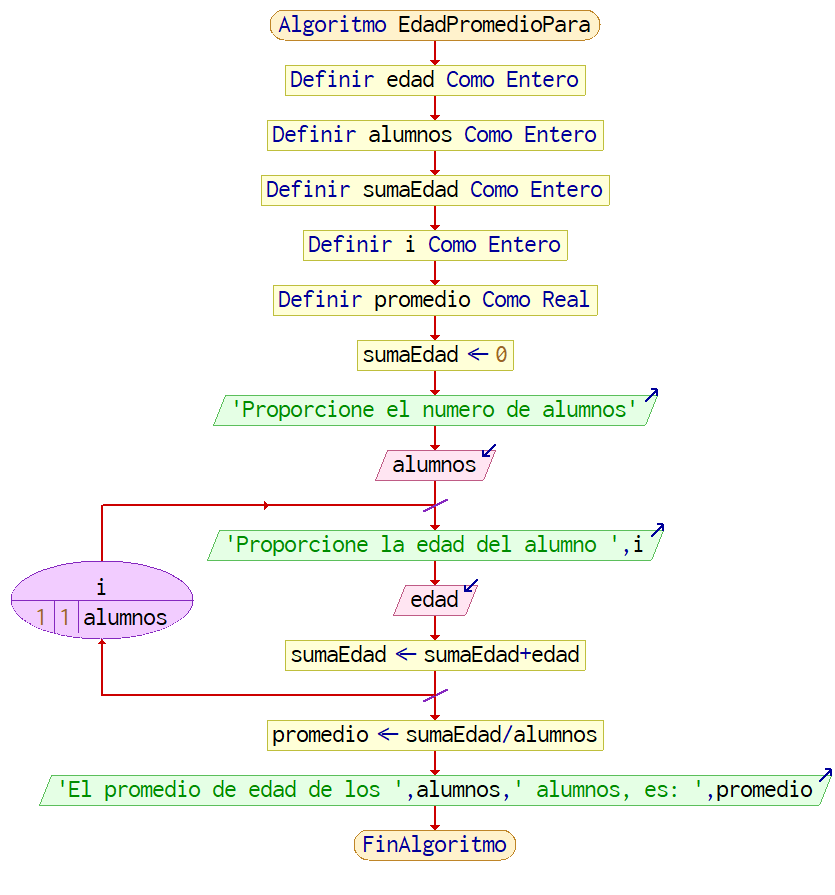 Algoritmo EdadPromedioPara
Definir edad Como Entero
Definir alumnos Como Entero
Definir sumaEdad Como Entero
Definir i Como Entero
Definir promedio Como Real
sumaEdad ← 0
'Proporcione el numero de alumnos'
alumnos
i
1 1 alumnos
'Proporcione la edad del alumno ',i
edad
sumaEdad ← sumaEdad+edad
promedio ← sumaEdad/alumnos
'El promedio de edad de los ',alumnos,' alumnos, es: ',promedio
FinAlgoritmo